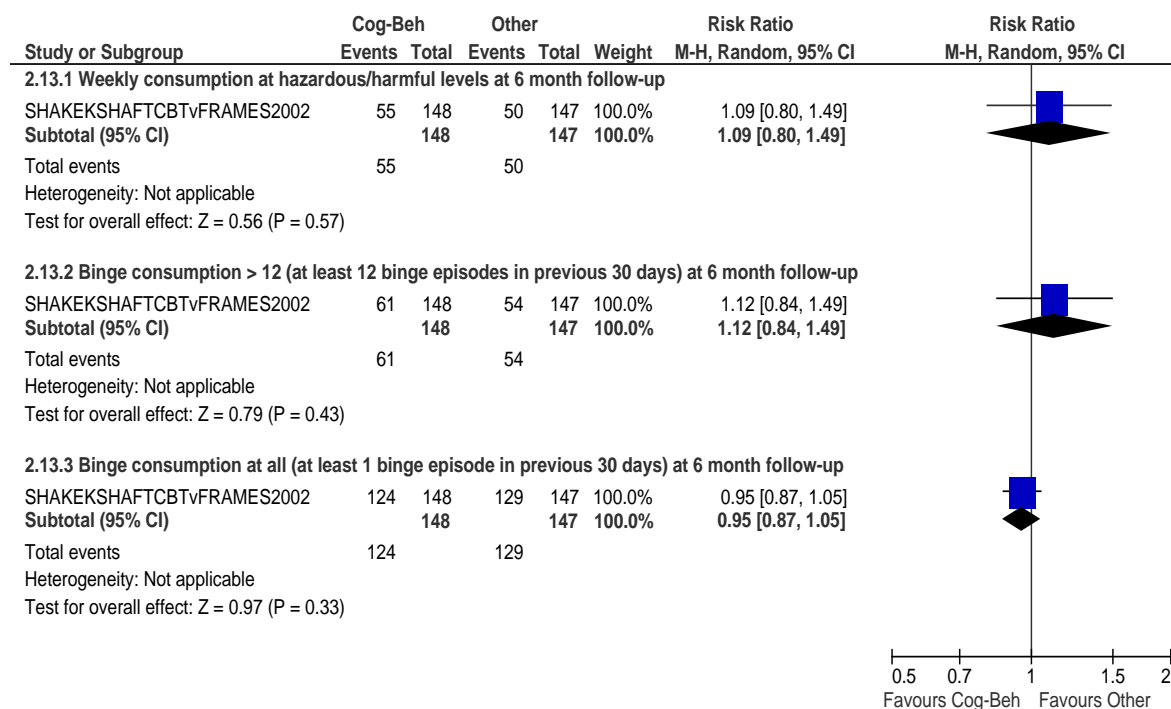 Cog-Beh Other Risk Ratio Risk Ratio
Study or Subgroup Events Total Events Total Weight M-H, Random, 95% CI M-H, Random, 95% CI
2.13.1 Weekly consumption at hazardous/harmful levels at 6 month follow-up
SHAKEKSHAFTCBTvFRAMES2002 55 148 50 147 100.0% 1.09 [0.80, 1.49]
Subtotal (95% CI) 148 147 100.0% 1.09 [0.80, 1.49]
Total events 55 50
Heterogeneity: Not applicable
Test for overall effect: Z = 0.56 (P = 0.57)
2.13.2 Binge consumption > 12 (at least 12 binge episodes in previous 30 days) at 6 month follow-up
SHAKEKSHAFTCBTvFRAMES2002 61 148 54 147 100.0% 1.12 [0.84, 1.49]
Subtotal (95% CI) 148 147 100.0% 1.12 [0.84, 1.49]
Total events 61 54
Heterogeneity: Not applicable
Test for overall effect: Z = 0.79 (P = 0.43)
2.13.3 Binge consumption at all (at least 1 binge episode in previous 30 days) at 6 month follow-up
SHAKEKSHAFTCBTvFRAMES2002 124 148 129 147 100.0% 0.95 [0.87, 1.05]
Subtotal (95% CI) 148 147 100.0% 0.95 [0.87, 1.05]
Total events 124 129
Heterogeneity: Not applicable
Test for overall effect: Z = 0.97 (P = 0.33)
0.5 0.7 1 1.5 2
Favours Cog-Beh Favours Other